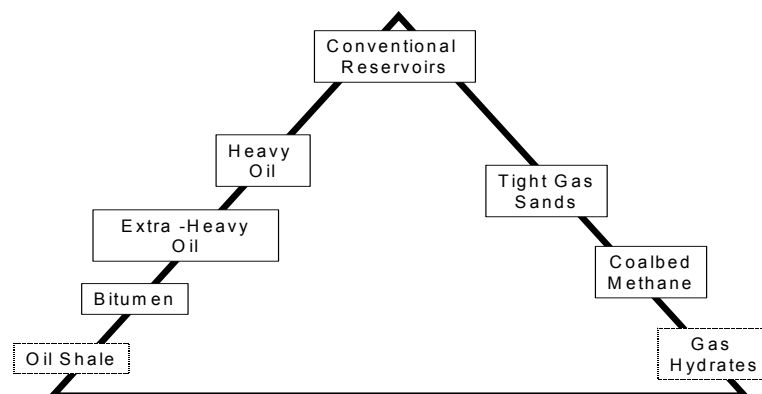 Conventional
Reservoirs
Heavy
Oil
Tight Gas
Sands
Extra -Heavy
Oil
Coalbed
Methane
Bitumen
Oil Shale
Gas
Hydrates